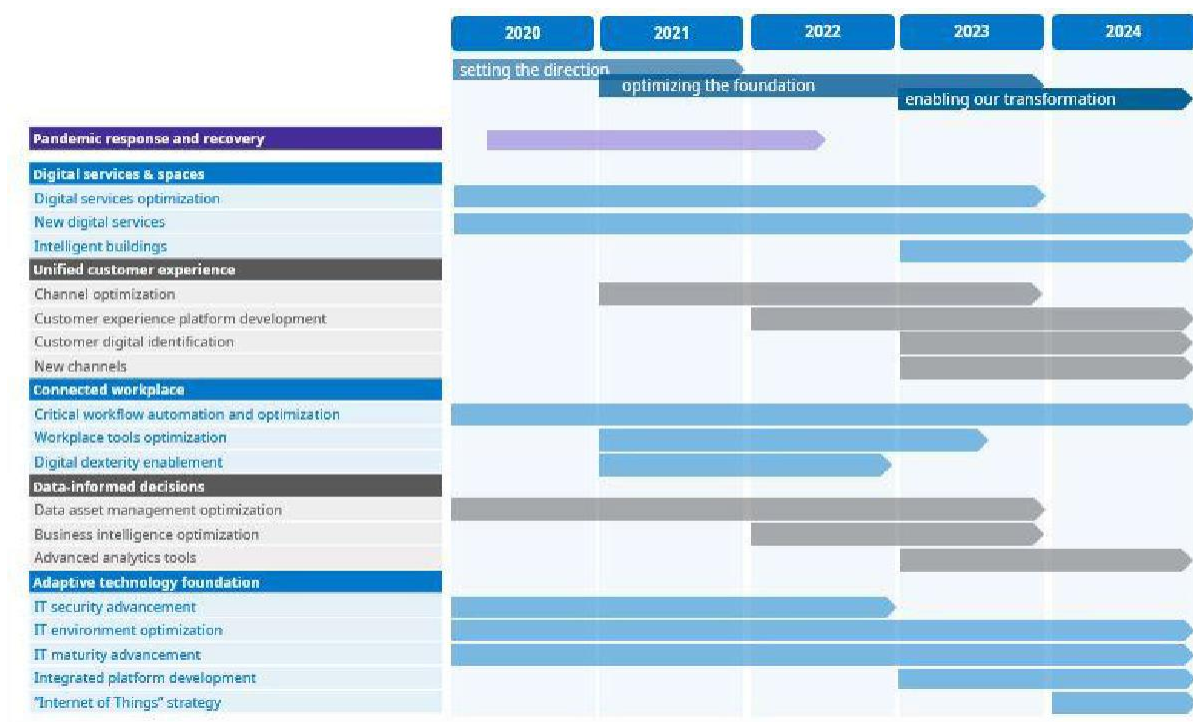 2020 2021 2022 2023 2024
setting the direction
optimizing the foundation
enabling our transformation
Pandemic response and recovery
Digital services & spaces
Digital services optimization
New digital services
Intelligent buildings
Unified customer experience
Channel optimization
Customer experience platform development
Customer digital identification
New channels
Connected workplace
Critical workflow automation and optimization
Workplace tools optimization
Digital dexterity enablement
Data-informed decisions
Data asset management optimization
Business intelligence optimization
Advanced analytics tools
Adaptive technology foundation
IT security advancement
IT environment optimization
IT maturity advancement
Integrated platform development
"Internet of Things" strategy